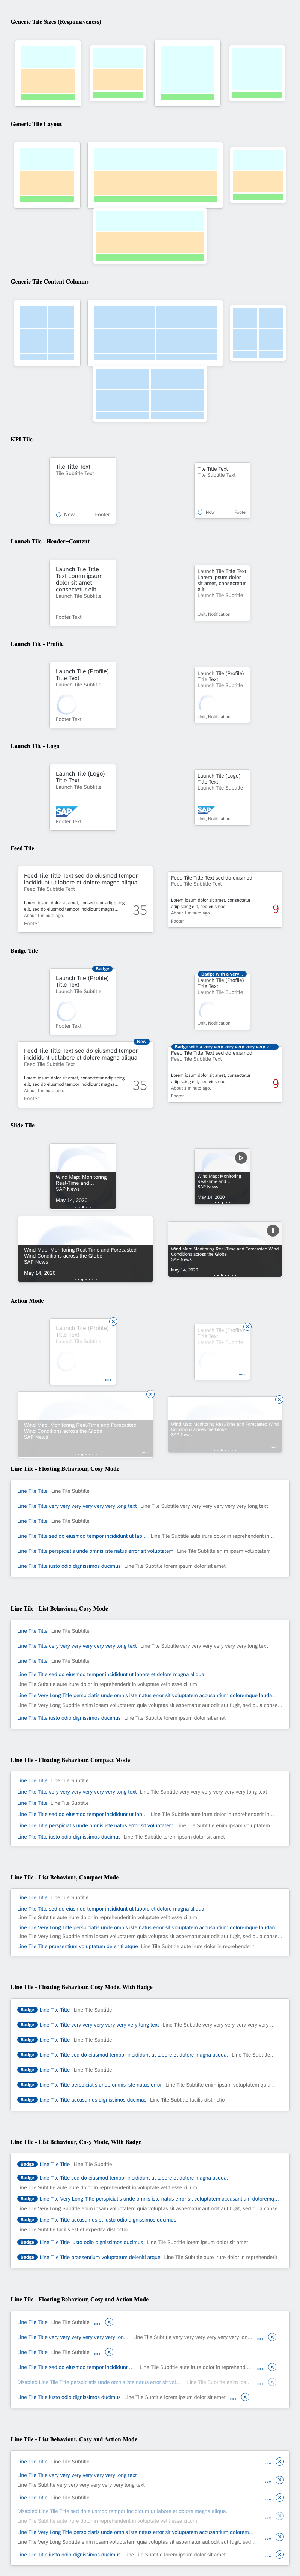 Generic Tile Sizes (Responsiveness)
Generic Tile Layout
Generic Tile Content Columns
KPI Tile
Tile Title Text
Tile Subtitle Text
Now Footer
Tile Title Text
Tile Subtitle Text
Now Footer
Launch Tile - Header+Content
Launch Tile Title
Text Lorem ipsum
dolor sit amet,
consectetur elit
Launch Tile Subtitle
Footer Text
Launch Tile Title Text
Lorem ipsum dolor
sit amet, consectetur
elit
Launch Tile Subtitle
Unit, Notification
Launch Tile - Profile
Launch Tile (Profile)
Title Text
Launch Tile Subtitle
Footer Text
Launch Tile (Profile)
Title Text
Launch Tile Subtitle
Unit, Notification
Launch Tile - Logo
Launch Tile (Logo)
Title Text
Launch Tile Subtitle
SAP
Footer Text
Launch Tile (Logo)
Title Text
Launch Tile Subtitle
SAP
Unit, Notification
Feed Tile
Feed Tile Title Text sed do eiusmod tempor
incididunt ut labore et dolore magna aliqua
Feed Tile Subtitle Text
Lorem ipsum dolor sit amet, consectetur adipiscing
elit, sed do eiusmod tempor incididunt magna...
About 1 minute ago
35
Footer
Feed Tile Title Text sed do eiusmod
Feed Tile Subtitle Text
Lorem ipsum dolor sit amet, consectetur
adipiscing elit, sed eiusmod.
About 1 minute ago
9
Footer
Badge Tile
Badge
Launch Tile (Profile)
Title Text
Launch Tile Subtitle
Footer Text
Badge with a very...
Launch Tile (Profile)
Title Text
Launch Tile Subtitle
Unit, Notification
New
Feed Tile Title Text sed do eiusmod tempor
incididunt ut labore et dolore magna aliqua
Feed Tile Subtitle Text
Lorem ipsum dolor sit amet, consectetur adipiscing
elit, sed do eiusmod tempor incididunt magna...
About 1 minute ago
35
Footer
Badge with a very very very very very very v...
Feed Tile Title Text sed do eiusmod
Feed Tile Subtitle Text
Lorem ipsum dolor sit amet, consectetur
adipiscing elit, sed eiusmod.
About 1 minute ago
9
Footer
Slide Tile
Wind Map: Monitoring
Real-Time and...
SAP News
May 14, 2020
Wind Map: Monitoring
Real-Time and...
SAP News
May 14, 2020
Wind Map: Monitoring Real-Time and Forecasted
Wind Conditions across the Globe
SAP News
May 14, 2020
Wind Map: Monitoring Real-Time and Forecasted Wind
Conditions across the Globe
SAP News
May 14, 2020
Action Mode
Launch Tile (Profile)
Title Text
Launch Tile Subtitle
Launch Tile (Profile)
Title Text
Launch Tile Subtitle
Wind Map: Monitoring Real-Time and Forecasted
Wind Conditions across the Globe
SAP News
Wind Map: Monitoring Real-Time and Forecasted Wind
Conditions across the Globe
SAP News
Line Tile - Floating Behaviour, Cosy Mode
Line Tile Title Line Tile Subtitle
Line Tile Title very very very very very very long text Line Tile Subtitle very very very very very very long text
Line Tile Title Line Tile Subtitle
Line Tile Title sed do eiusmod tempor incididunt ut lab... Line Tile Subtitle aute irure dolor in reprehenderit in...
Line Tile Title perspiciatis unde omnis iste natus error sit voluptatem Line Tile Subtitle enim ipsam voluptatem
Line Tile Title iusto odio dignissimos ducimus Line Tile Subtitle lorem ipsum dolor sit amet
Line Tile - List Behaviour, Cosy Mode
Line Tile Title Line Tile Subtitle
Line Tile Title very very very very very very long text Line Tile Subtitle very very very very very very long text
Line Tile Title Line Tile Subtitle
Line Tile Title sed do eiusmod tempor incididunt ut labore et dolore magna aliqua.
Line Tile Subtitle aute irure dolor in reprehenderit in voluptate velit esse cillum
Line Tile Very Long Title perspiciatis unde omnis iste natus error sit voluptatem accusantium doloremque lauda...
Line Tile Very Long Subtitle enim ipsam voluptatem quia voluptas sit aspernatur aut odit aut fugit, sed quia conse...
Line Tile Title iusto odio dignissimos ducimus Line Tile Subtitle lorem ipsum dolor sit amet
Line Tile - Floating Behaviour, Compact Mode
Line Tile Title Line Tile Subtitle
Line Tile Title very very very very very very long text Line Tile Subtitle very very very very very very long text
Line Tile Title Line Tile Subtitle
Line Tile Title sed do eiusmod tempor incididunt ut lab... Line Tile Subtitle aute irure dolor in reprehenderit in...
Line Tile Title perspiciatis unde omnis iste natus error sit voluptatem Line Tile Subtitle enim ipsam voluptatem
Line Tile Title iusto odio dignissimos ducimus Line Tile Subtitle lorem ipsum dolor sit amet
Line Tile - List Behaviour, Compact Mode
Line Tile Title Line Tile Subtitle
Line Tile Title sed do eiusmod tempor incididunt ut labore et dolore magna aliqua.
Line Tile Subtitle aute irure dolor in reprehenderit in voluptate velit esse cillum
Line Tile Very Long Title perspiciatis unde omnis iste natus error sit voluptatem accusantium doloremque laudan...
Line Tile Very Long Subtitle enim ipsam voluptatem quia voluptas sit aspernatur aut odit aut fugit, sed quia conse...
Line Tile Title praesentium voluptatum deleniti atque Line Tile Subtitle aute irure dolor in reprehenderit
Line Tile - Floating Behaviour, Cosy Mode, With Badge
Badge Line Tile Title Line Tile Subtitle
Badge Line Tile Title very very very very very very long text Line Tile Subtitle very very very very very ...
Badge Line Tile Title Line Tile Subtitle
Badge Line Tile Title sed do eiusmod tempor incididunt ut labore et dolore magna aliqua. Line Tile Subtitle...
Badge Line Tile Title Line Tile Subtitle
Badge Line Tile Title perspiciatis unde omnis iste natus error Line Tile Subtitle enim ipsam voluptatem quia...
Badge Line Tile Title accusamus dignissimos ducimus Line Tile Subtitle facilis distinctio
Line Tile - List Behaviour, Cosy Mode, With Badge
Badge Line Tile Title Line Tile Subtitle
Badge Line Tile Title sed do eiusmod tempor incididunt ut labore et dolore magna aliqua.
Line Tile Subtitle aute irure dolor in reprehenderit in voluptate velit esse cillum
Badge Line Tile Very Long Title perspiciatis unde omnis iste natus error sit voluptatem accusantium doloremq...
Line Tile Very Long Subtitle enim ipsam voluptatem quia voluptas sit aspernatur aut odit aut fugit, sed quia conse...
Badge Line Tile Title accusamus et iusto odio dignissimos ducimus
Line Tile Subtitle facilis est et expedita distinctio
Badge Line Tile Title iusto odio dignissimos ducimus Line Tile Subtitle lorem ipsum dolor sit amet
Badge Line Tile Title praesentium voluptatum deleniti atque Line Tile Subtitle aute irure dolor in reprehenderit
Line Tile - Floating Behaviour, Cosy and Action Mode
Line Tile Title Line Tile Subtitle
Line Tile Title very very very very very very lon... Line Tile Subtitle very very very very very very lon...
Line Tile Title Line Tile Subtitle
Line Tile Title sed do eiusmod tempor incididunt ... Line Tile Subtitle aute irure dolor in reprehend...
Disabled Line Tile Title perspiciatis unde omnis iste natus error sit vol... Line Tile Subtitle enim ips...
Line Tile Title iusto odio dignissimos ducimus Line Tile Subtitle lorem ipsum dolor sit amet
Line Tile - List Behaviour, Cosy and Action Mode
Line Tile Title Line Tile Subtitle
Line Tile Title very very very very very very long text
Line Tile Subtitle very very very very very very long text
Line Tile Title Line Tile Subtitle
Disabled Line Tile Title sed do eiusmod tempor incididunt ut labore et dolore magna aliqua.
Line Tile Subtitle aute irure dolor in reprehenderit in voluptate velit esse cillum
Line Tile Very Long Title perspiciatis unde omnis iste natus error sit voluptatem accusantium dolorem...
Line Tile Very Long Subtitle enim ipsam voluptatem quia voluptas sit aspernatur aut odit aut fugit, sed
Line Tile Title iusto odio dignissimos ducimus Line Tile Subtitle lorem ipsum dolor sit amet